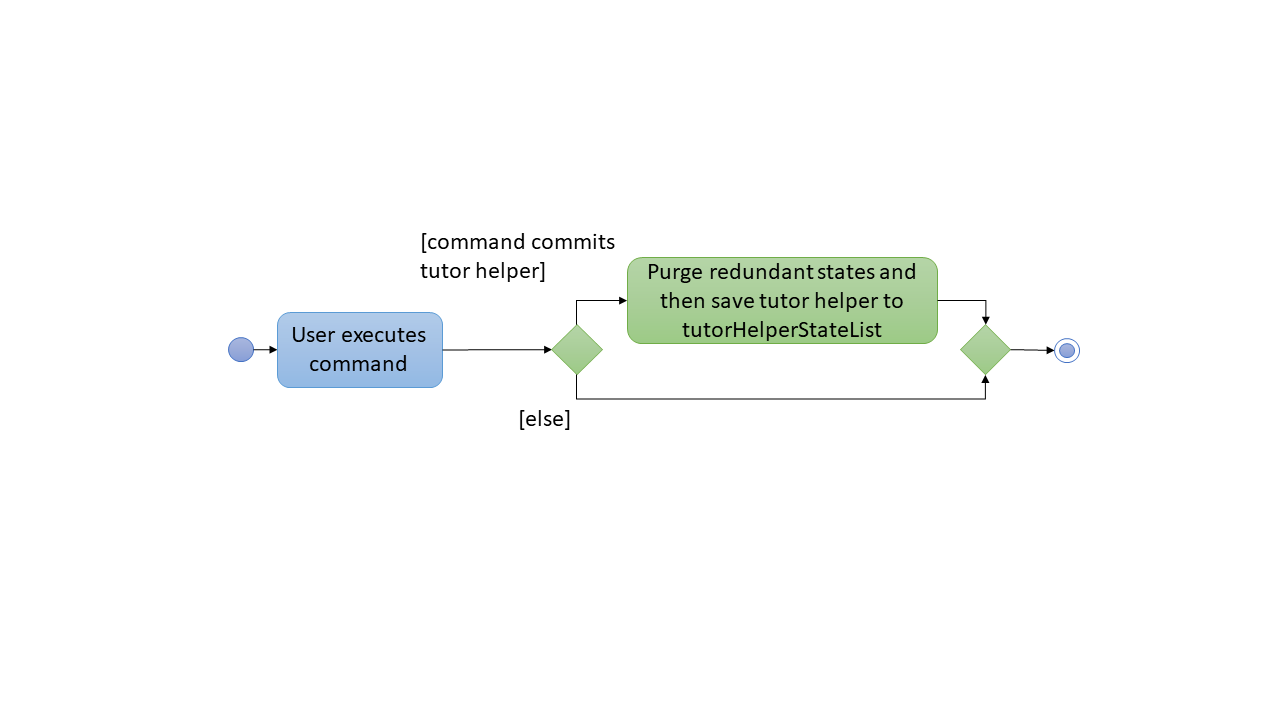 [command commits
tutor helper]
Purge redundant states and
then save tutor helper to
tutorHelperStateList
User executes
command
[else]